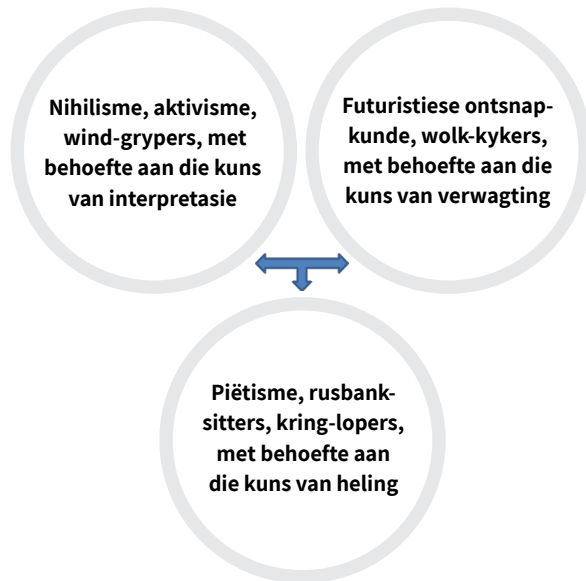 Nihilisme, aktivisme,
wind-grypers, met
behoefte aan die kuns
van interpretasie
Futuristiese ontsnap-
kunde, wolk-kykers,
met behoefte aan die
kuns van verwagting
Piëtisme, rusbank-
sitters, kring-lopers,
met behoefte aan
die kuns van heling